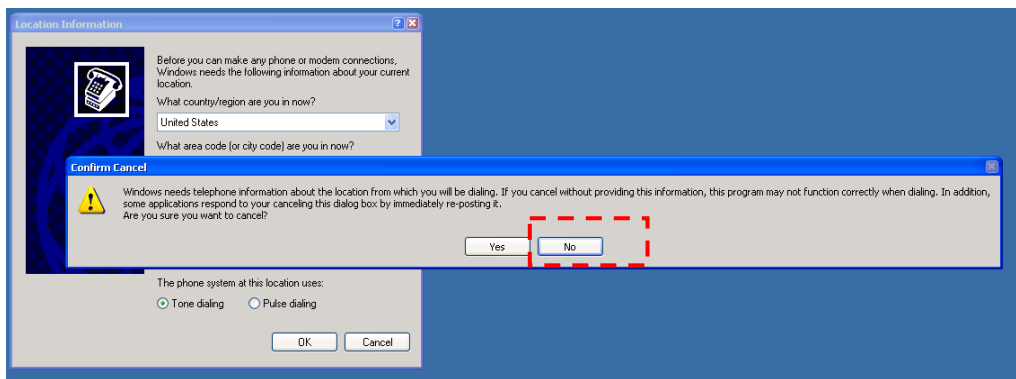 Location Information
Before you can make any phone or modem connections,
Windows needs the following information about your current
location.
What country/region are you in now?
United States
What area code (or city code) are you in now?
Confirm Cancel
Windows needs telephone information about the location from which you will be dialing. If you cancel without providing this information, this program may not function correctly when dialing. In addition,
some applications respond to your canceling this dialog box by immediately re-posting it.
Are you sure you want to cancel?
Yes No
The phone system at this location uses:
Tone dialing Pulse dialing
OK Cancel